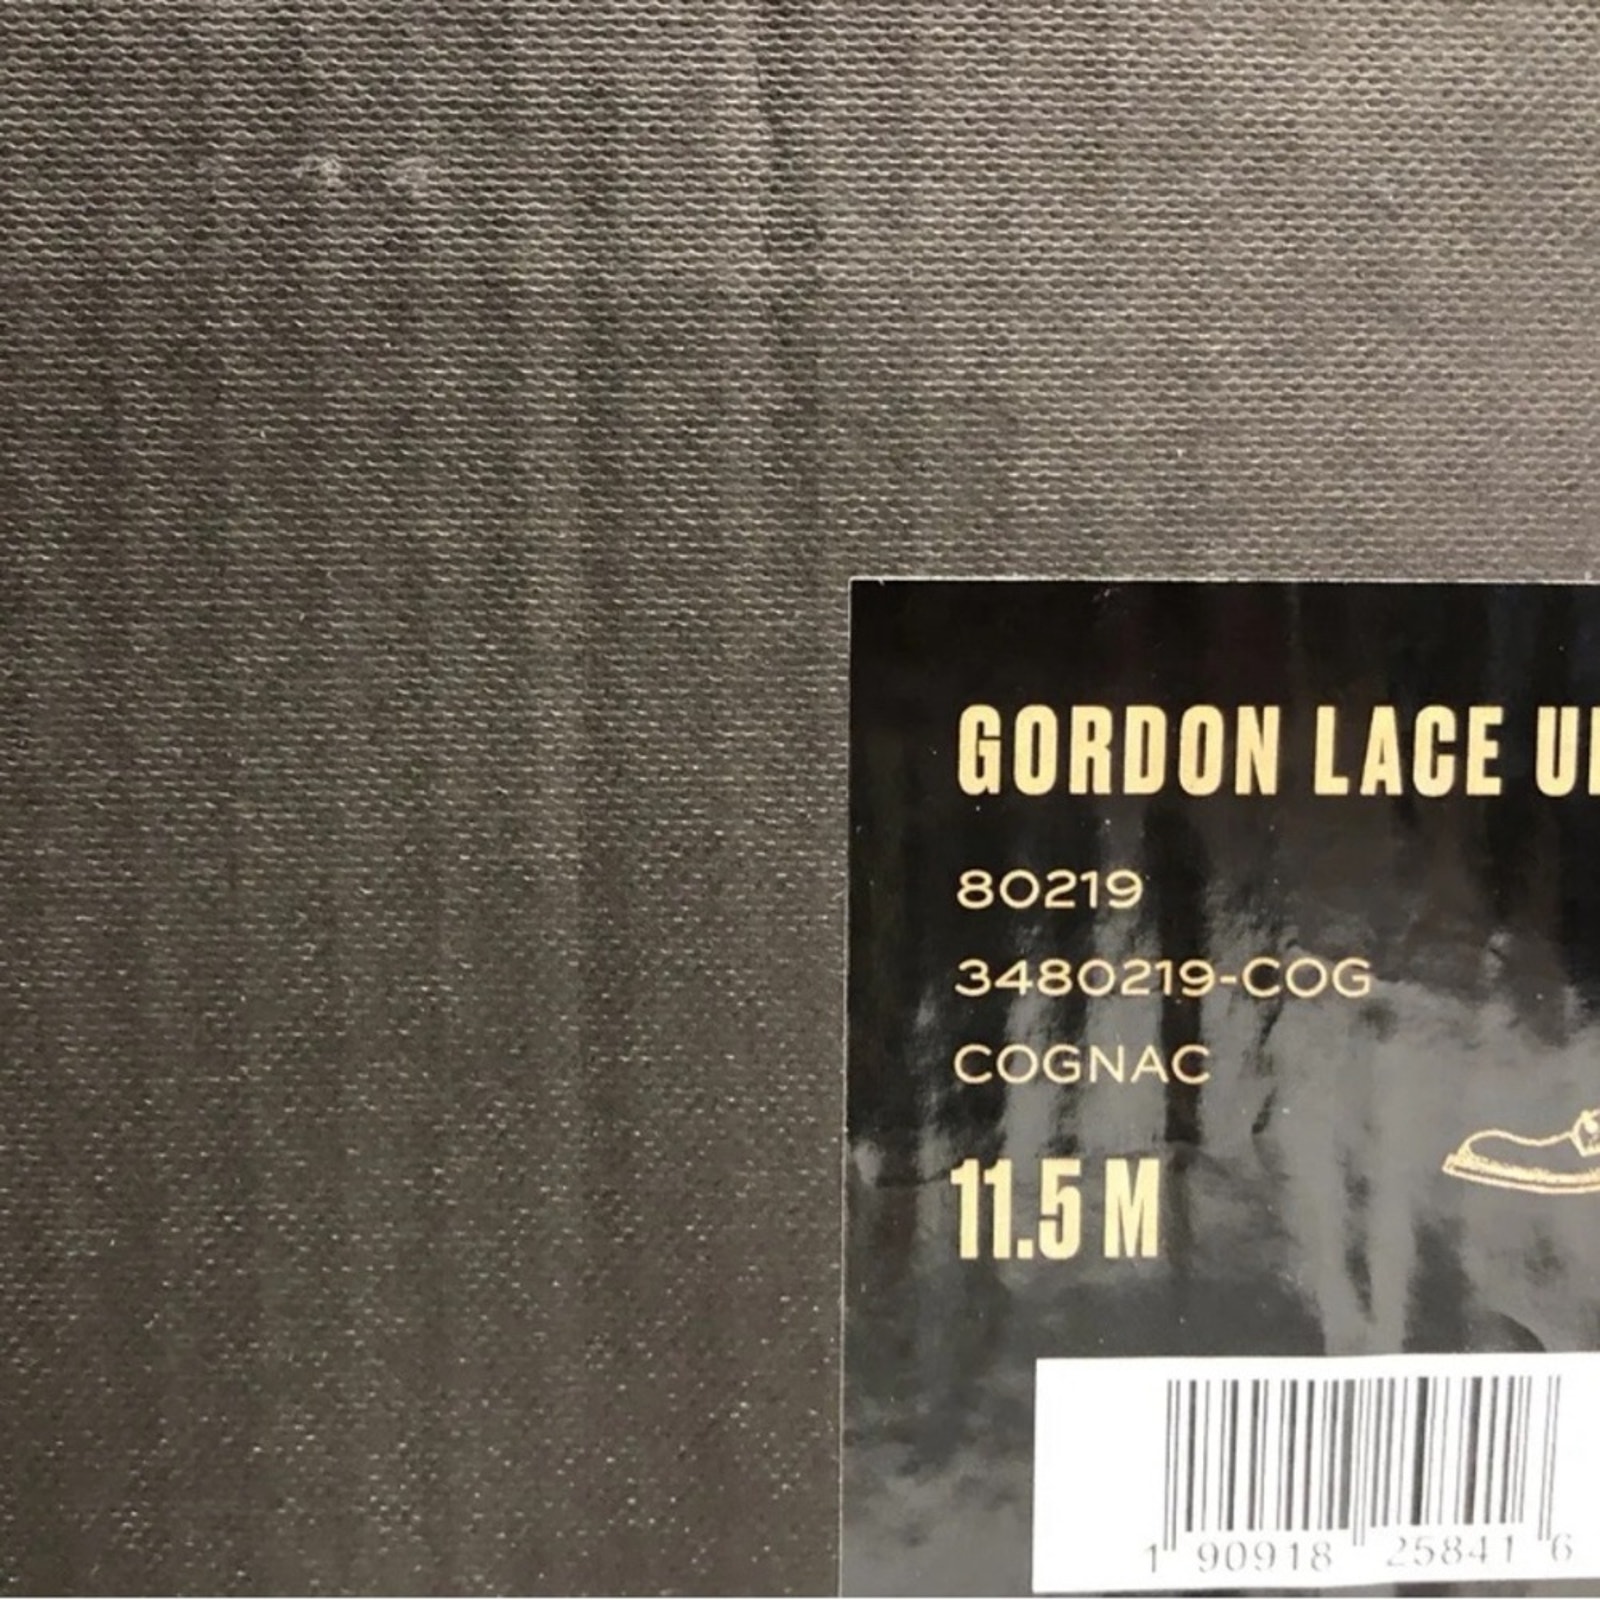 GORDON LACE U
80219
3480219-COG
COGNAC
11.5 M
1 90918 25841 6